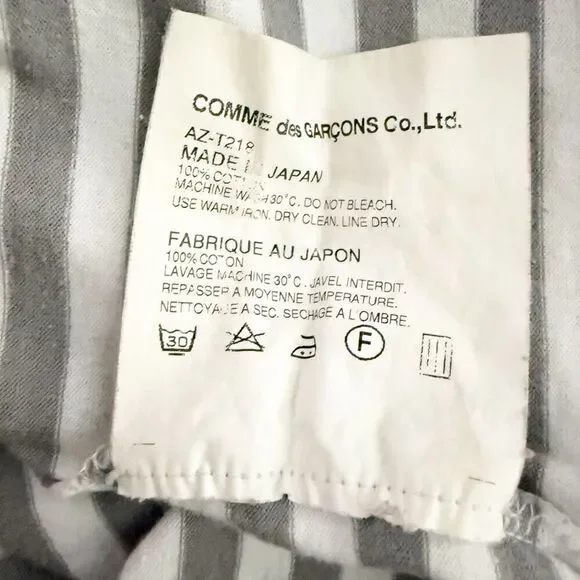 COMME des GARÇONS Co.,Ltd.
AZ-T218
MADE IN JAPAN
100% COTTON
MACHINE WASH 30°C. DO NOT BLEACH.
USE WARM IRON. DRY CLEAN. LINE DRY.
FABRIQUE AU JAPON
100% COTON
LAVAGE MACHINE 30°C. JAVEL INTERDIT.
REPASSER A MOYENNE TEMPERATURE.
NETTOYAGE A SEC. SECHAGE A L'OMBRE.
30 F